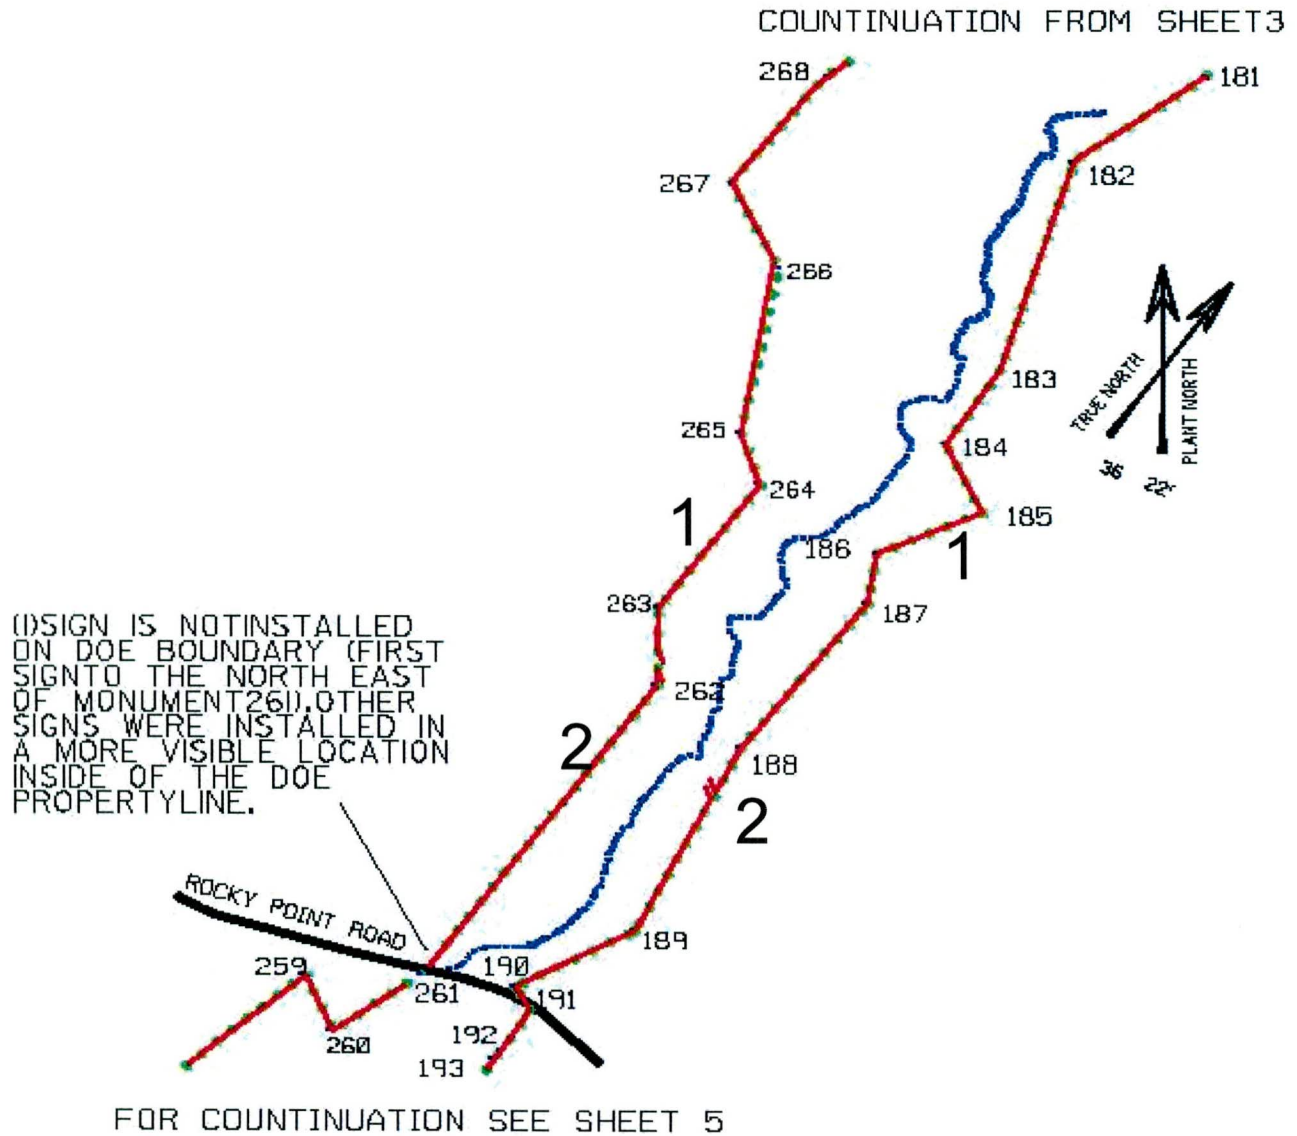 COUNTINUATION FROM SHEET3
268
181
182
267
266
183
TRUE NORTH
PLANT NORTH
36
22
265
184
264
185
1
186
1
263
187
(1)SIGN IS NOTINSTALLED
ON DOE BOUNDARY (FIRST
SIGNTO THE NORTH EAST
OF MONUMENT261).OTHER
SIGNS WERE INSTALLED IN
A MORE VISIBLE LOCATION
INSIDE OF THE DOE
PROPERTYLINE.
262
2
188
2
ROCKY POINT ROAD
189
259
190
261
191
260
192
193
FOR COUNTINUATION SEE SHEET 5